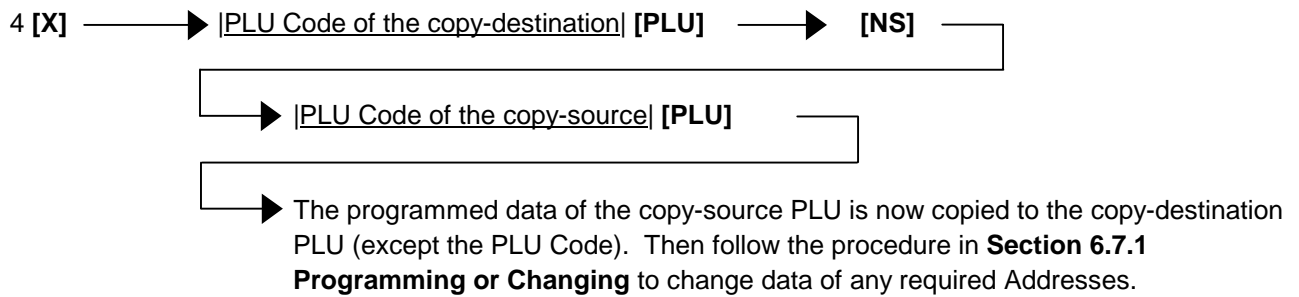 4 [X] |PLU Code of the copy-destination| [PLU] [NS]
|PLU Code of the copy-source| [PLU]
The programmed data of the copy-source PLU is now copied to the copy-destination
PLU (except the PLU Code). Then follow the procedure in Section 6.7.1
Programming or Changing to change data of any required Addresses.